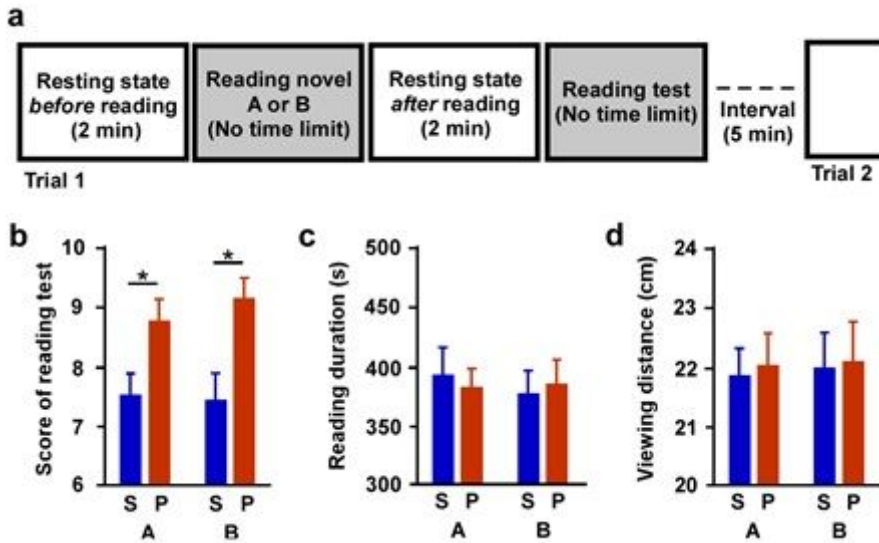 a
Resting state
before reading
(2 min)
Reading novel
A or B
(No time limit)
Resting state
after reading
(2 min)
Reading test
(No time limit)
Interval
(5 min)
Trial 1
Trial 2
b
Score of reading test
10
9
8
7
6
*
*
S P S P
A B
c
Reading duration (s)
500
450
400
350
300
S P S P
A B
d
Viewing distance (cm)
24
23
22
21
20
S P S P
A B